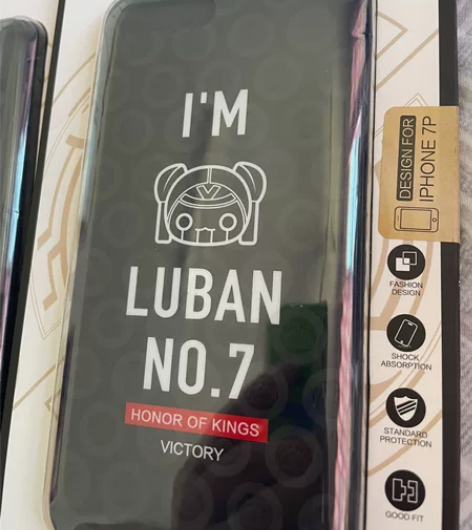 I'M
LUBAN
NO.7
HONOR OF KINGS
VICTORY
DESIGN FOR
IPHONE 7P
FASHION
DESIGN
SHOCK
ABSORPTION
STANDARD
PROTECTION
GOOD FIT